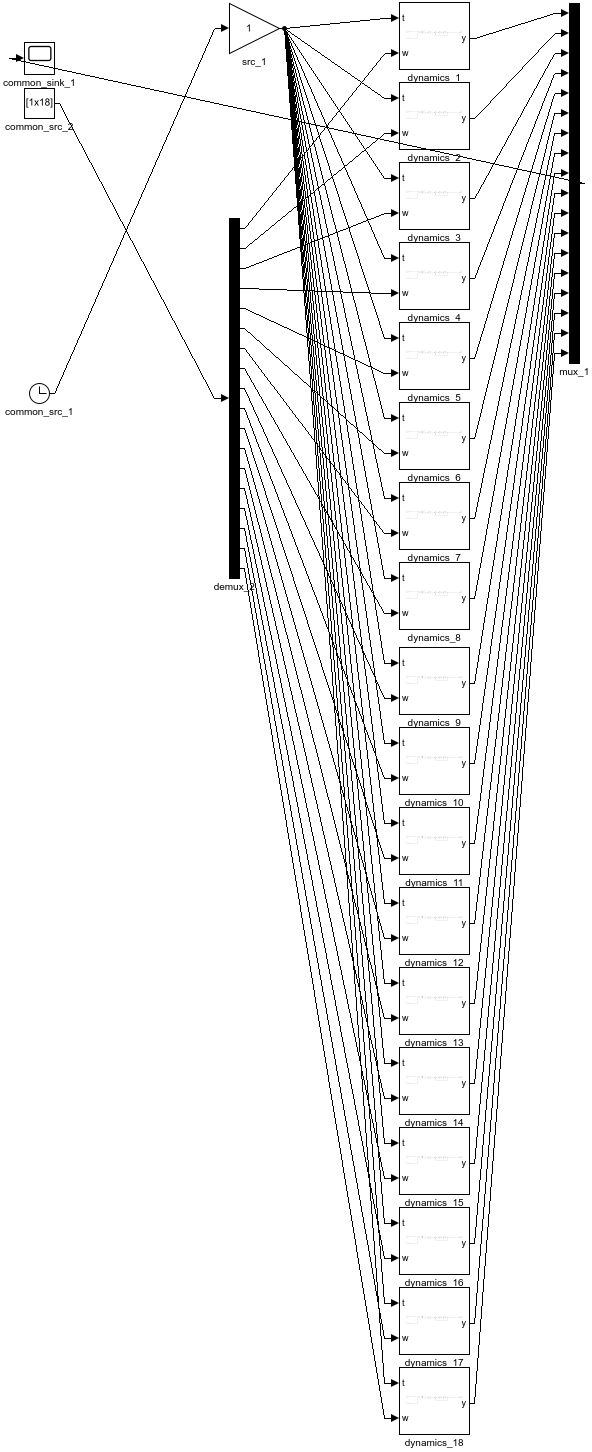 1
src_1
common_sink_1
[1x18]
common_src_2
common_src_1
demux_2
t
w
y
dynamics_1
t
w
y
dynamics_2
t
w
y
dynamics_3
t
w
y
dynamics_4
t
w
y
dynamics_5
t
w
y
dynamics_6
t
w
y
dynamics_7
t
w
y
dynamics_8
t
w
y
dynamics_9
t
w
y
dynamics_10
t
w
y
dynamics_11
t
w
y
dynamics_12
t
w
y
dynamics_13
t
w
y
dynamics_14
t
w
y
dynamics_15
t
w
y
dynamics_16
t
w
y
dynamics_17
t
w
y
dynamics_18
mux_1